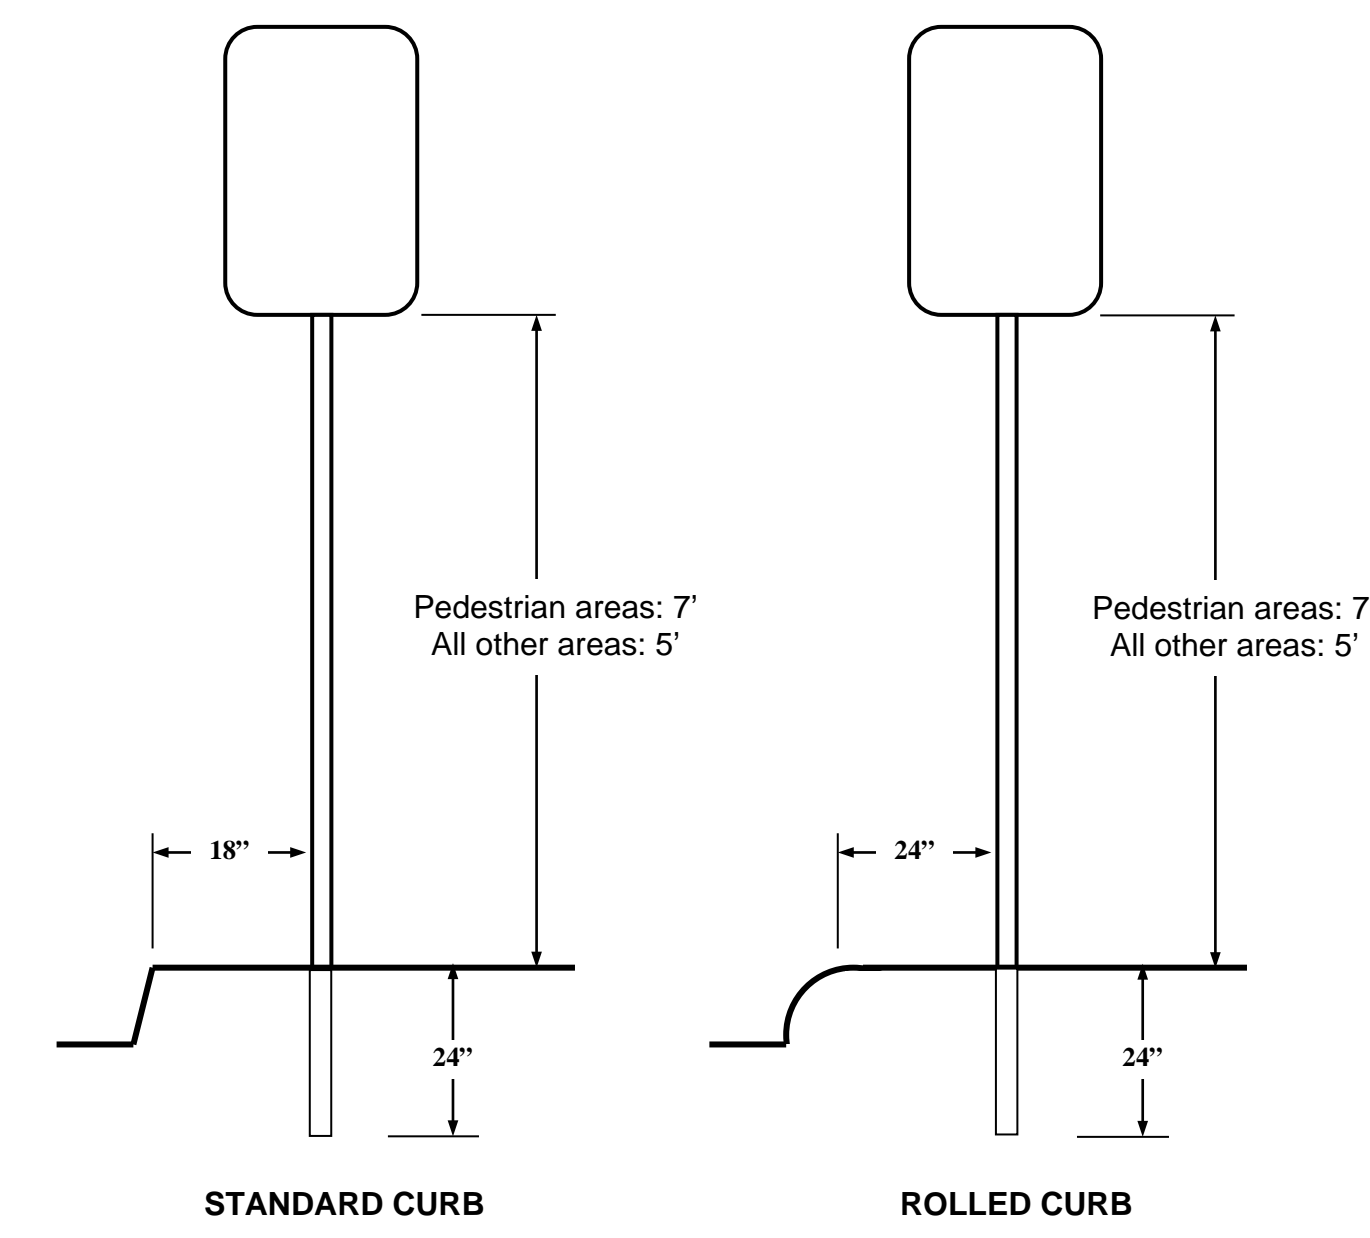 Pedestrian areas: 7’
All other areas: 5’
Pedestrian areas: 7
All other areas: 5’
18”
24”
24”
24”
STANDARD CURB
ROLLED CURB